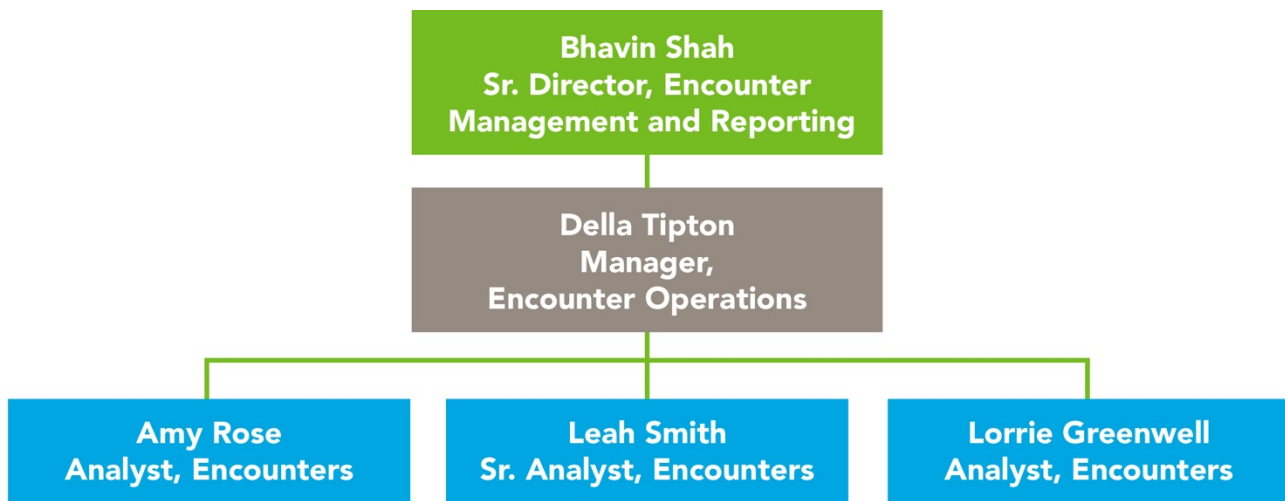 Bhavin Shah
Sr. Director, Encounter
Management and Reporting
Della Tipton
Manager,
Encounter Operations
Amy Rose
Analyst, Encounters
Leah Smith
Sr. Analyst, Encounters
Lorrie Greenwell
Analyst, Encounters